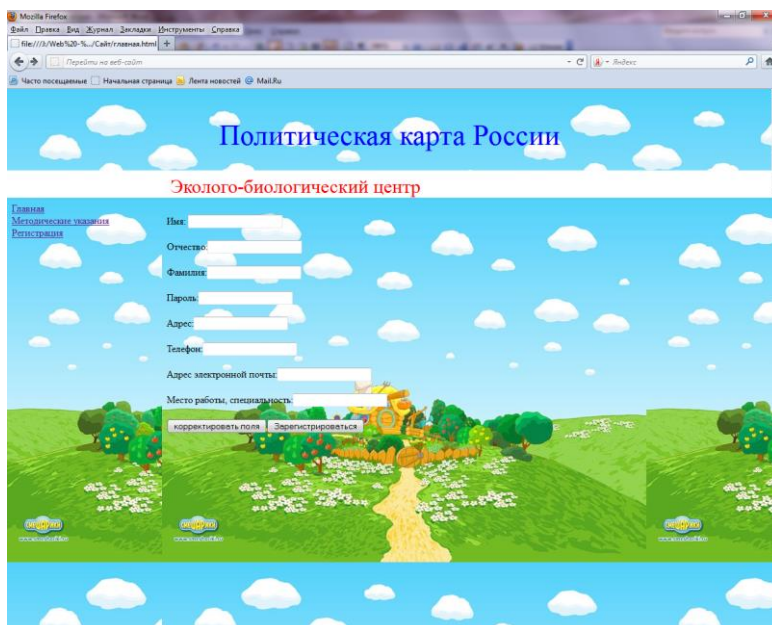 Mozilla Firefox
Файл Правка Вид Журнал Закладки Инструменты Справка
file:///J:/Web%20-%.../Сайт/главная.html +
Перейти на веб-сайт
Яндекс
Часто посещаемые Начальная страница Лента новостей Mail.Ru
Политическая карта России
Эколого-биологический центр
Главная
Методические указания
Регистрация
Имя:
Отчество:
Фамилия:
Пароль:
Адрес:
Телефон:
Адрес электронной почты:
Место работы, специальность:
корректировать поля Зарегистрироваться